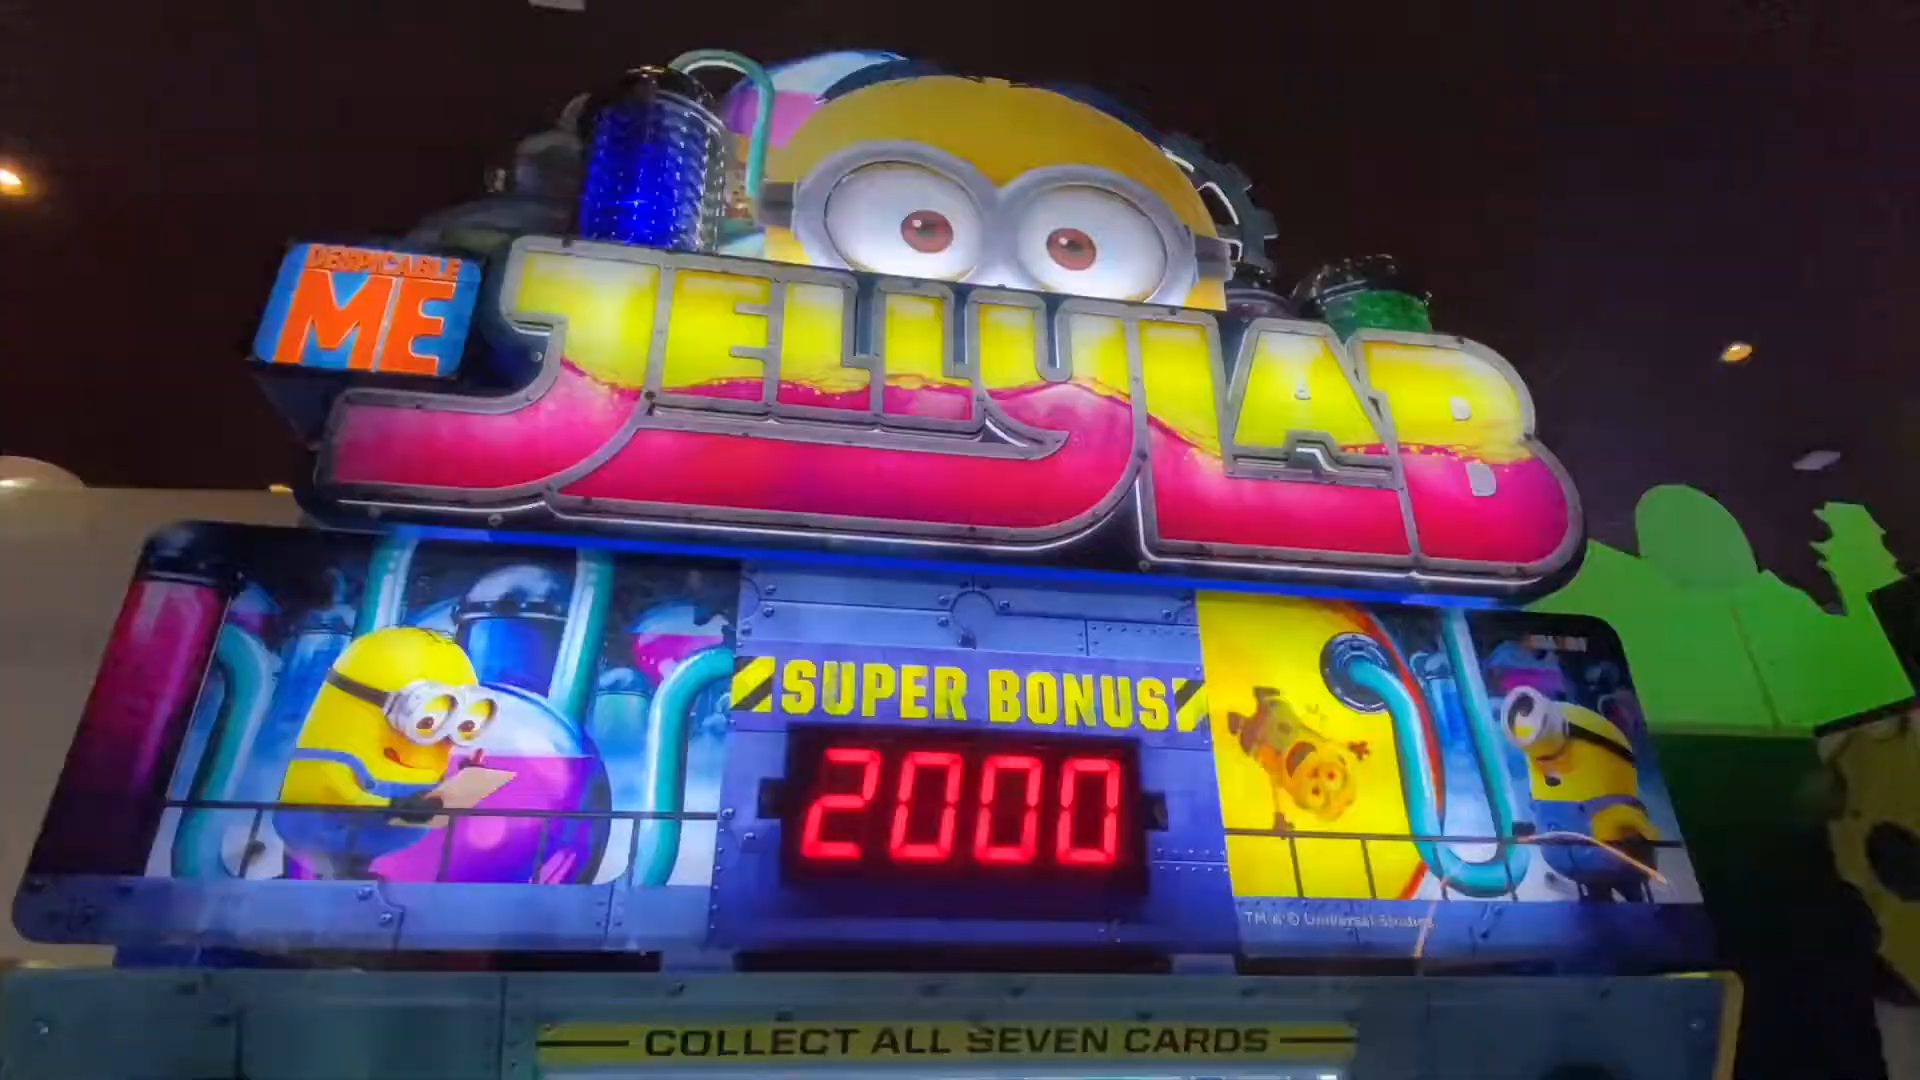 DESPICABLE
ME
JELLY LAB
SUPER BONUS
2000
TM & © Universal Studios
COLLECT ALL SEVEN CARDS